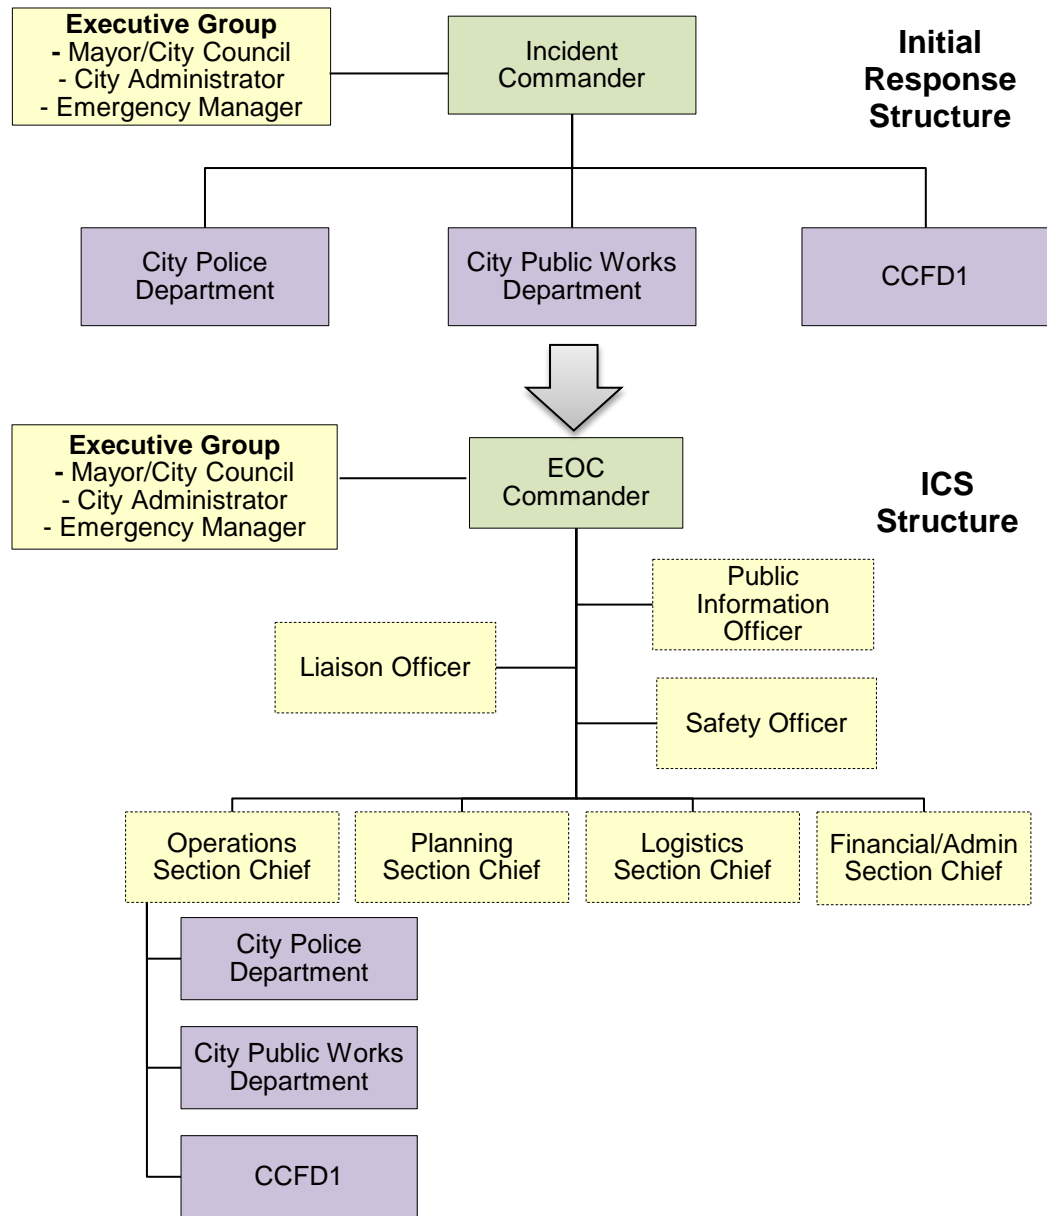 Executive Group
- Mayor/City Council
- City Administrator
- Emergency Manager
Incident
Commander
Initial
Response
Structure
City Police
Department
City Public Works
Department
CCFD1
Executive Group
- Mayor/City Council
- City Administrator
- Emergency Manager
EOC
Commander
ICS
Structure
Public
Information
Officer
Liaison Officer
Safety Officer
Operations
Section Chief
Planning
Section Chief
Logistics
Section Chief
Financial/Admin
Section Chief
City Police
Department
City Public Works
Department
CCFD1